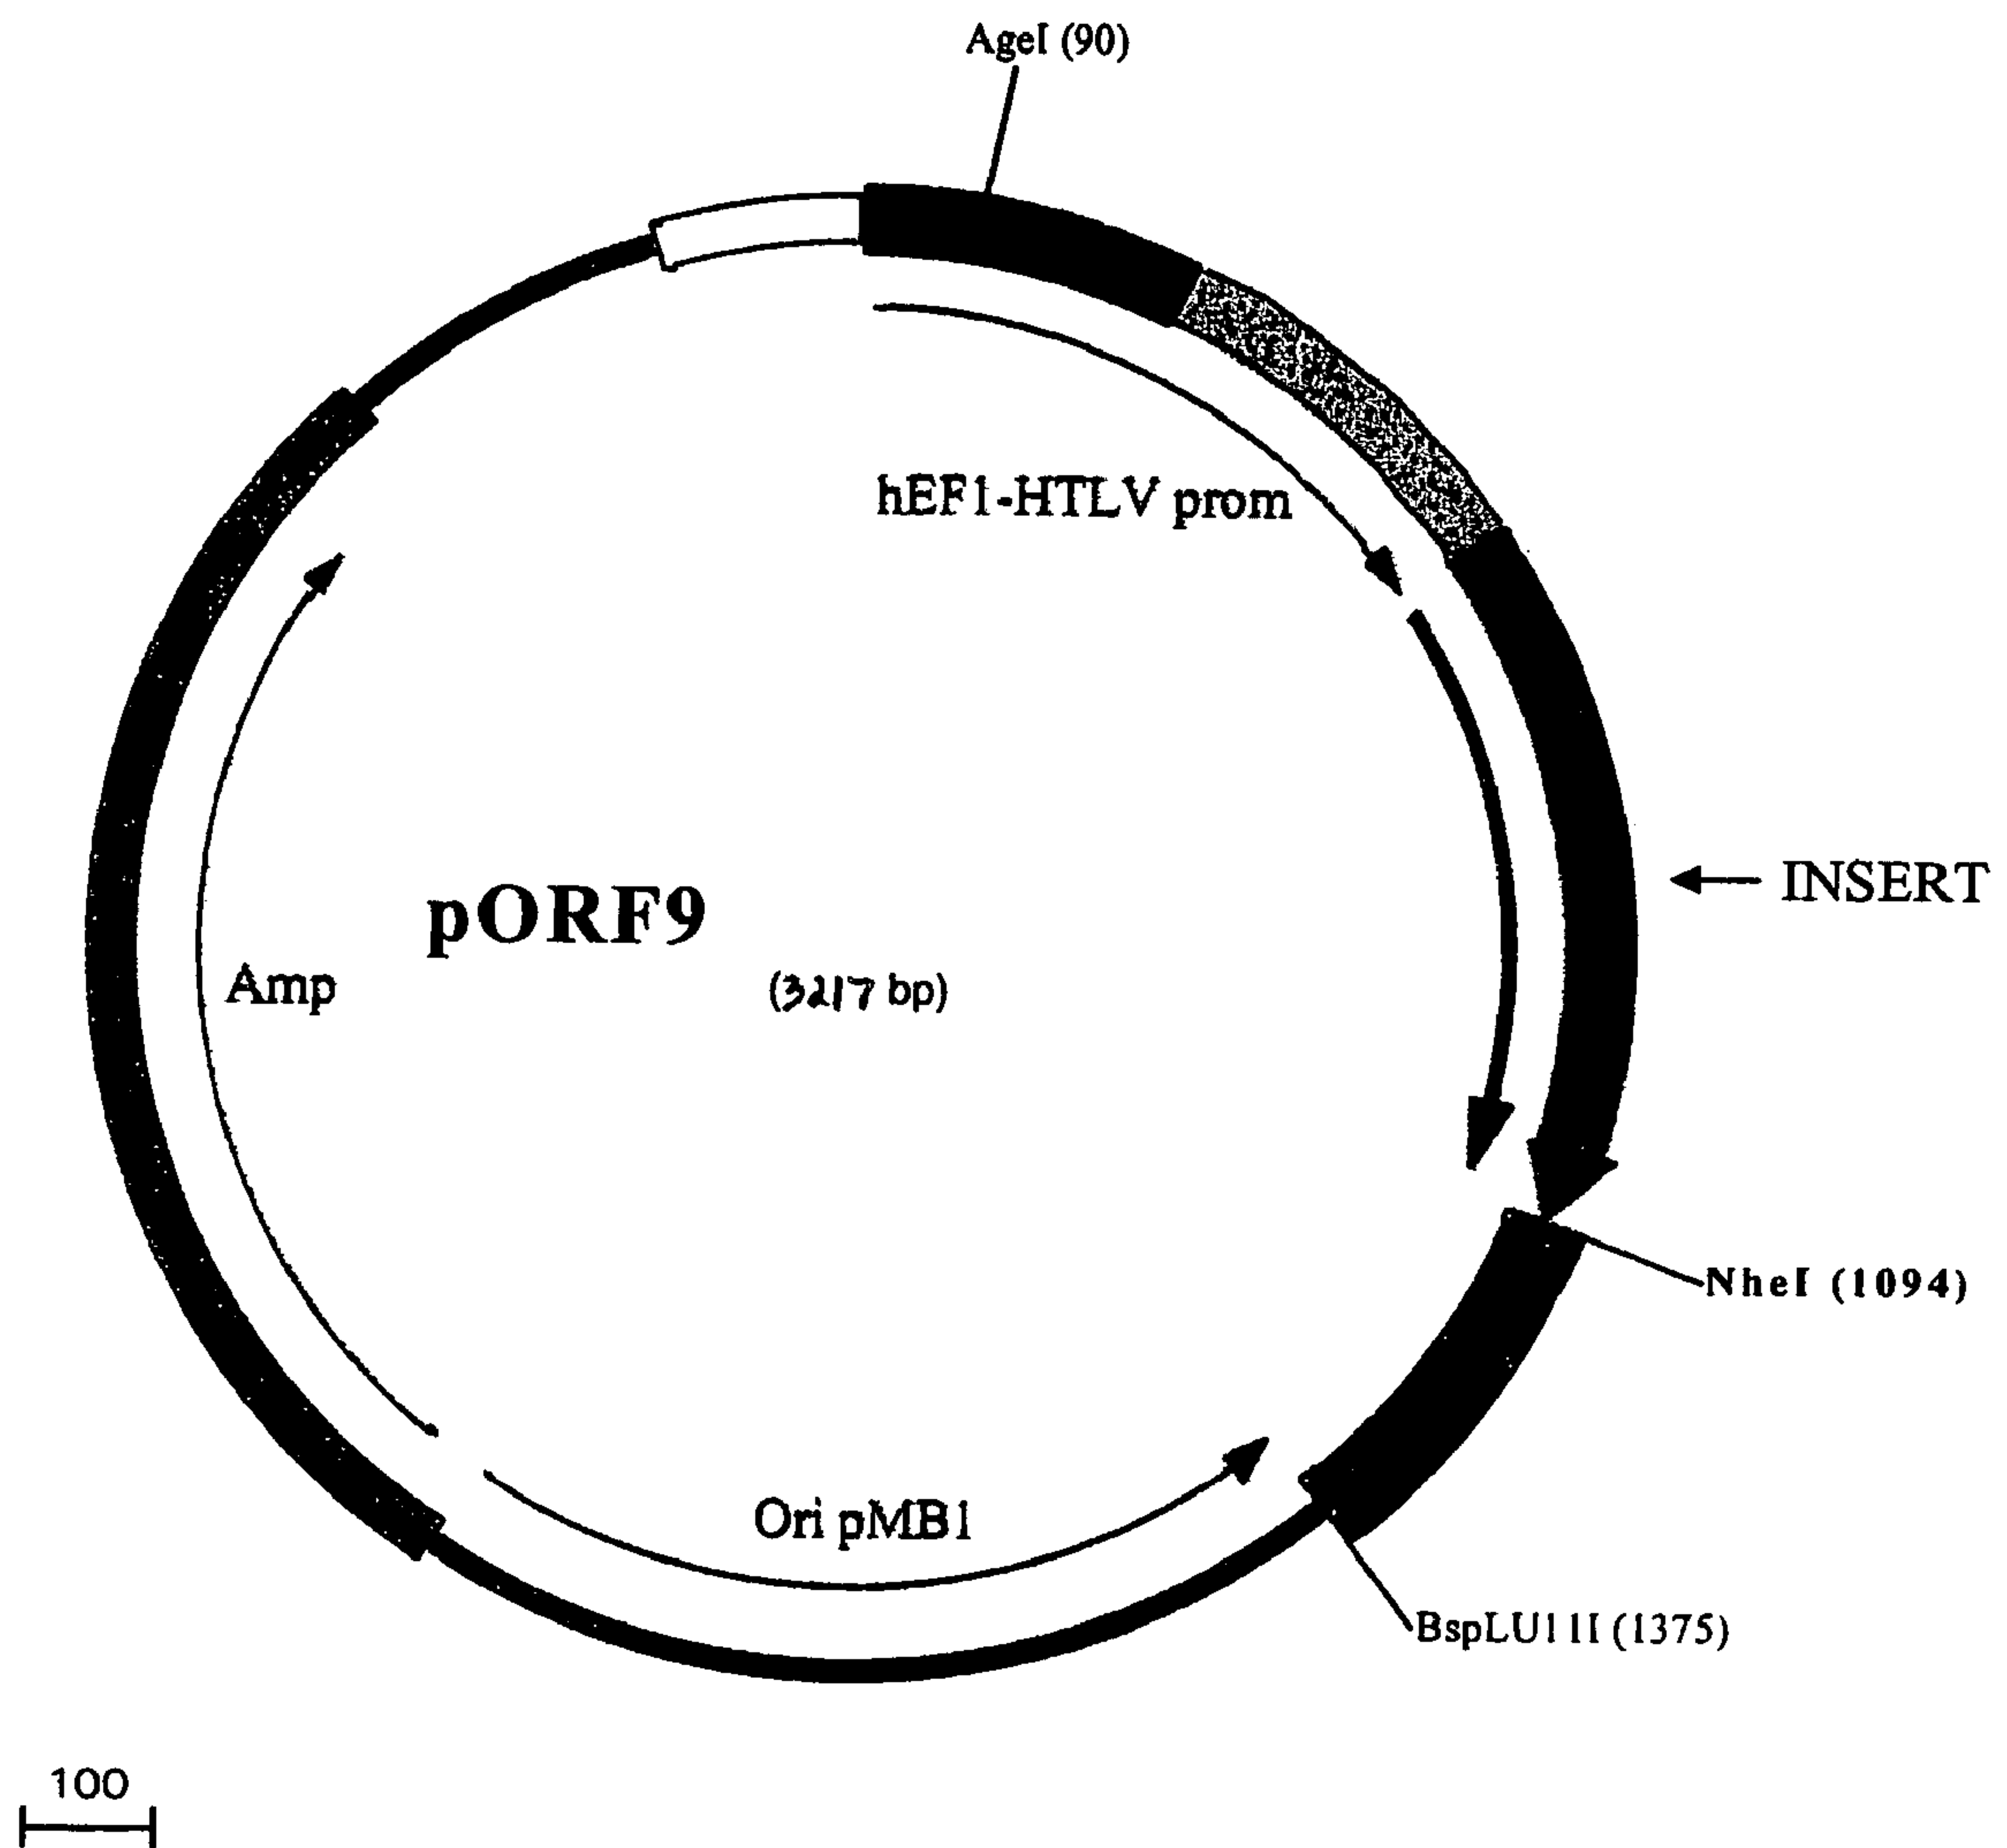 AgeI (90)
hEF1-HTLV prom
INSERT
pORF9
(3217 bp)
Amp
NheI (1094)
Ori pMB1
BspLU11I (1375)
100